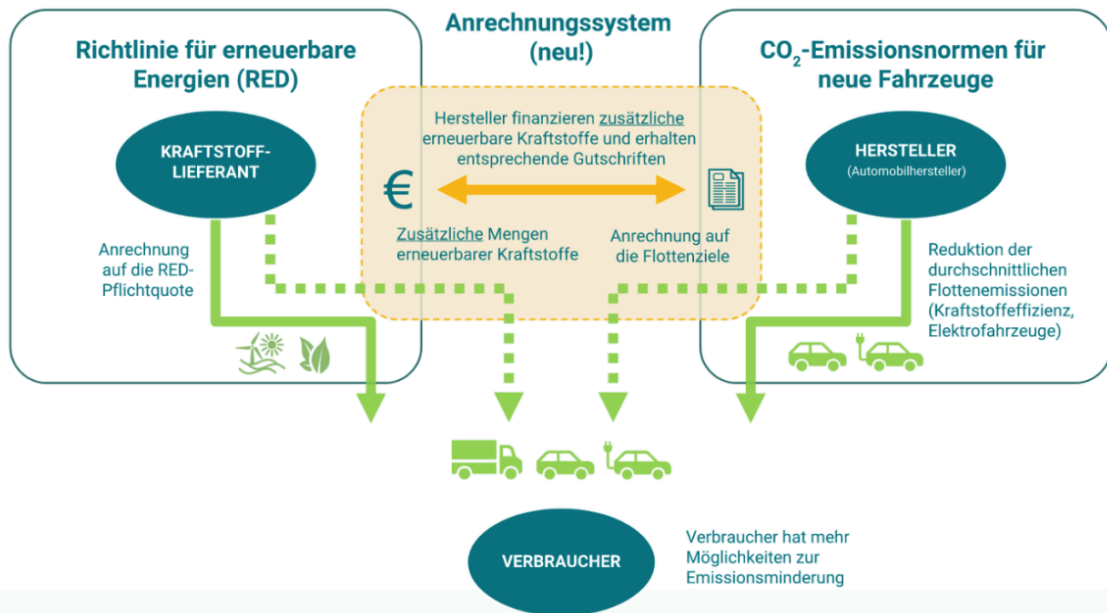 Anrechnungssystem
(neu!)
Richtlinie für erneuerbare
Energien (RED)
KRAFTSTOFF-
LIEFERANT
Anrechnung
auf die RED-
Pflichtquote
Hersteller finanzieren zusätzliche
erneuerbare Kraftstoffe und erhalten
entsprechende Gutschriften
€
Zusätzliche Mengen
erneuerbarer Kraftstoffe
Anrechnung auf
die Flottenziele
CO₂-Emissionsnormen für
neue Fahrzeuge
HERSTELLER
(Automobilhersteller)
Reduktion der
durchschnittlichen
Flottenemissionen
(Kraftstoffeffizienz,
Elektrofahrzeuge)
VERBRAUCHER
Verbraucher hat mehr
Möglichkeiten zur
Emissionsminderung